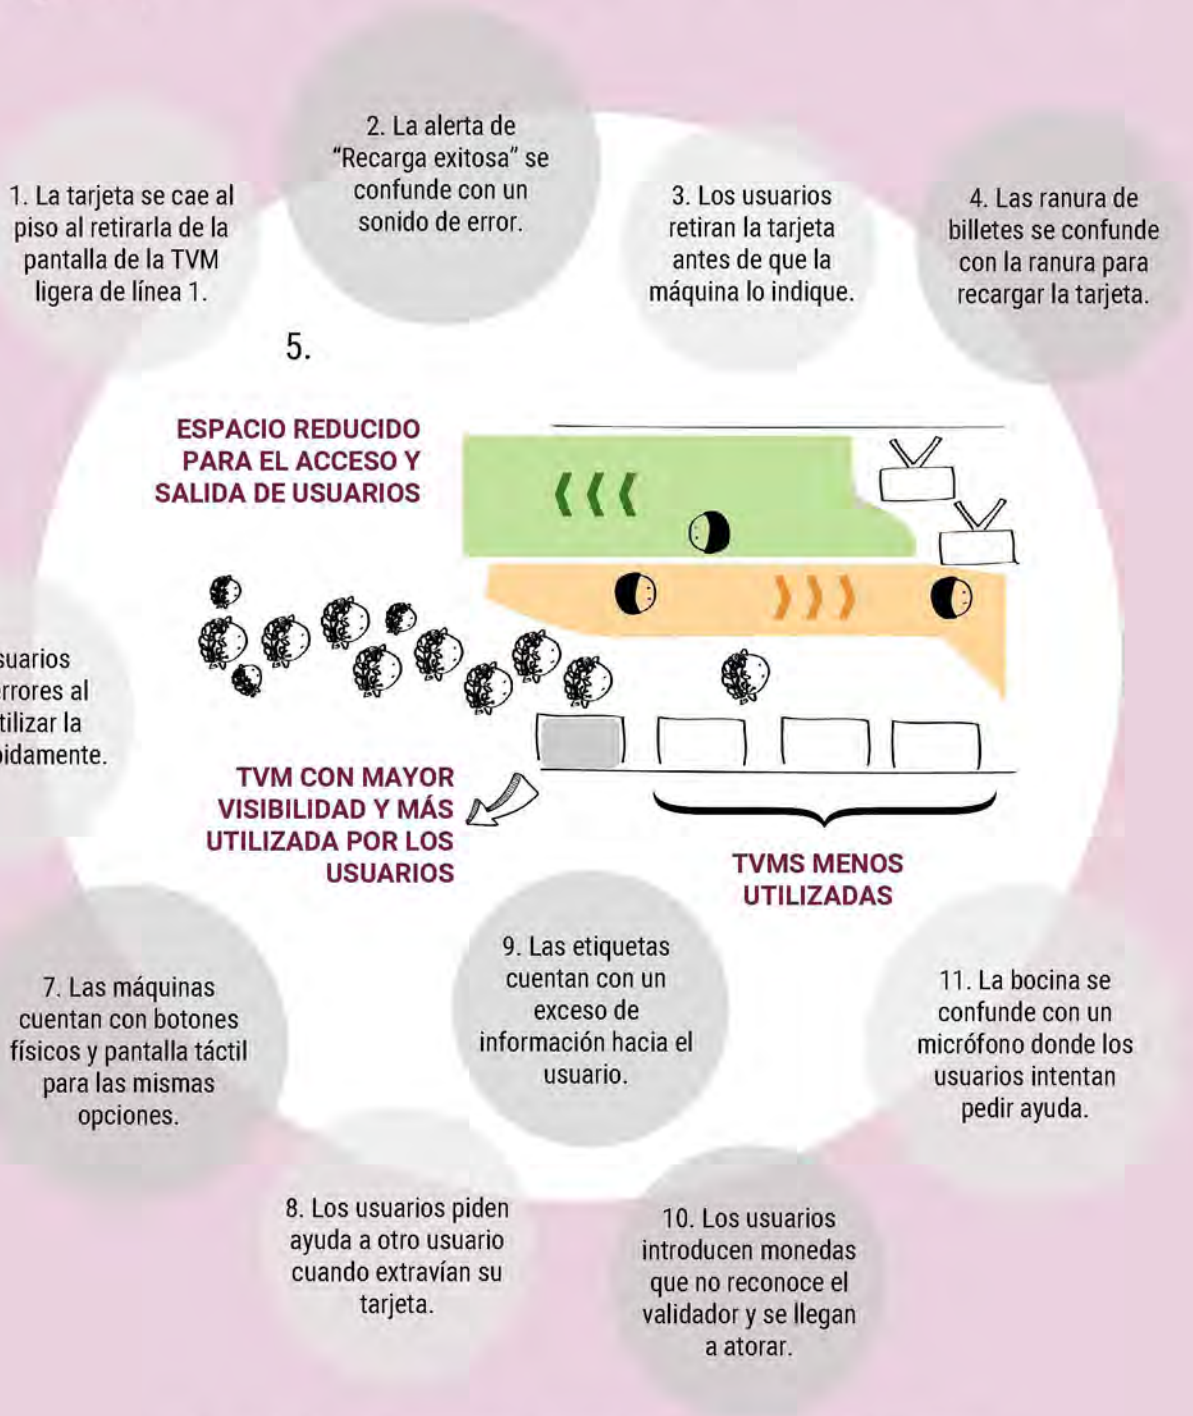 1. La tarjeta se cae al
piso al retirarla de la
pantalla de la TVM
ligera de línea 1.
2. La alerta de
“Recarga exitosa” se
confunde con un
sonido de error.
3. Los usuarios
retiran la tarjeta
antes de que la
máquina lo indique.
4. Las ranura de
billetes se confunde
con la ranura para
recargar la tarjeta.
5.
ESPACIO REDUCIDO
PARA EL ACCESO Y
SALIDA DE USUARIOS
TVM CON MAYOR
VISIBILIDAD Y MÁS
UTILIZADA POR LOS
USUARIOS
TVMS MENOS
UTILIZADAS
suarios
errores al
tilizar la
pidamente.
7. Las máquinas
cuentan con botones
físicos y pantalla táctil
para las mismas
opciones.
8. Los usuarios piden
ayuda a otro usuario
cuando extravían su
tarjeta.
9. Las etiquetas
cuentan con un
exceso de
información hacia el
usuario.
10. Los usuarios
introducen monedas
que no reconoce el
validador y se llegan
a atorar.
11. La bocina se
confunde con un
micrófono donde los
usuarios intentan
pedir ayuda.